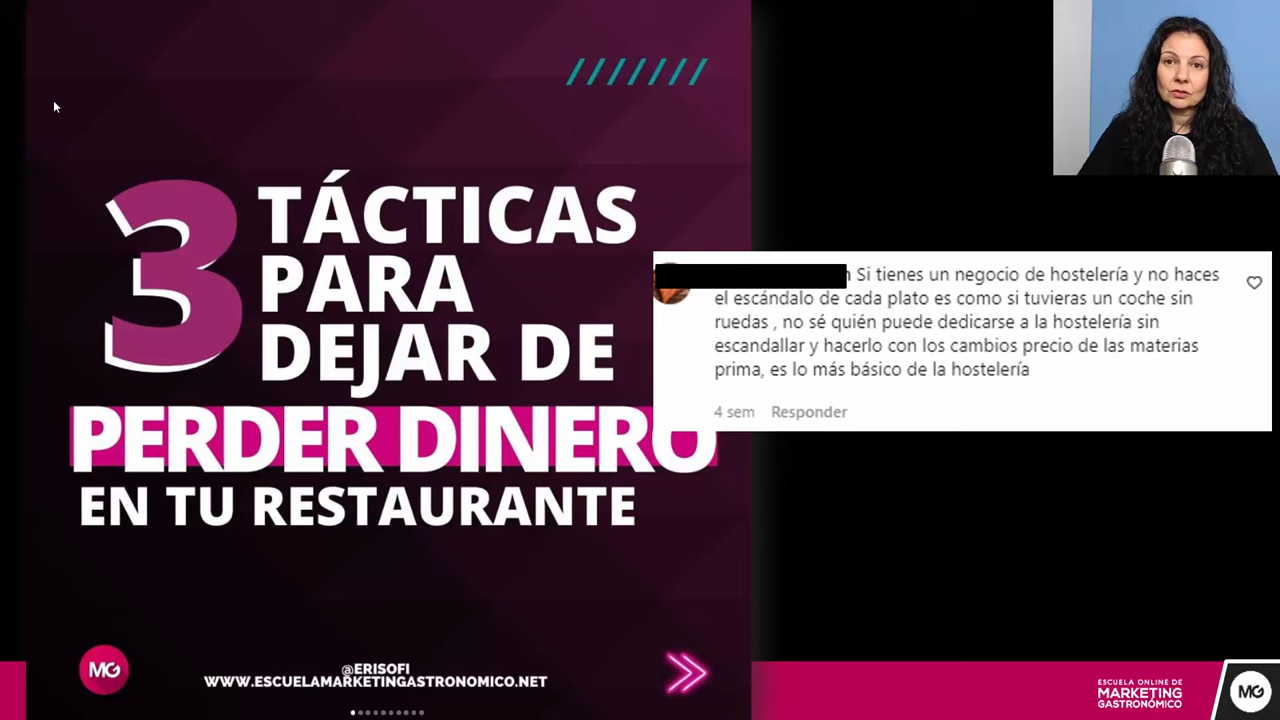 3 TÁCTICAS
PARA
DEJAR DE
PERDER DINERO
EN TU RESTAURANTE
MG
@ERISOFI
WWW.ESCUELAMARKETINGASTRONOMICO.NET
Si tienes un negocio de hostelería y no haces
el escándalo de cada plato es como si tuvieras un coche sin
ruedas , no sé quién puede dedicarse a la hostelería sin
escandallar y hacerlo con los cambios precio de las materias
prima, es lo más básico de la hostelería
4 sem Responder
ESCUELA ONLINE DE
MARKETING
GASTRONÓMICO
MG